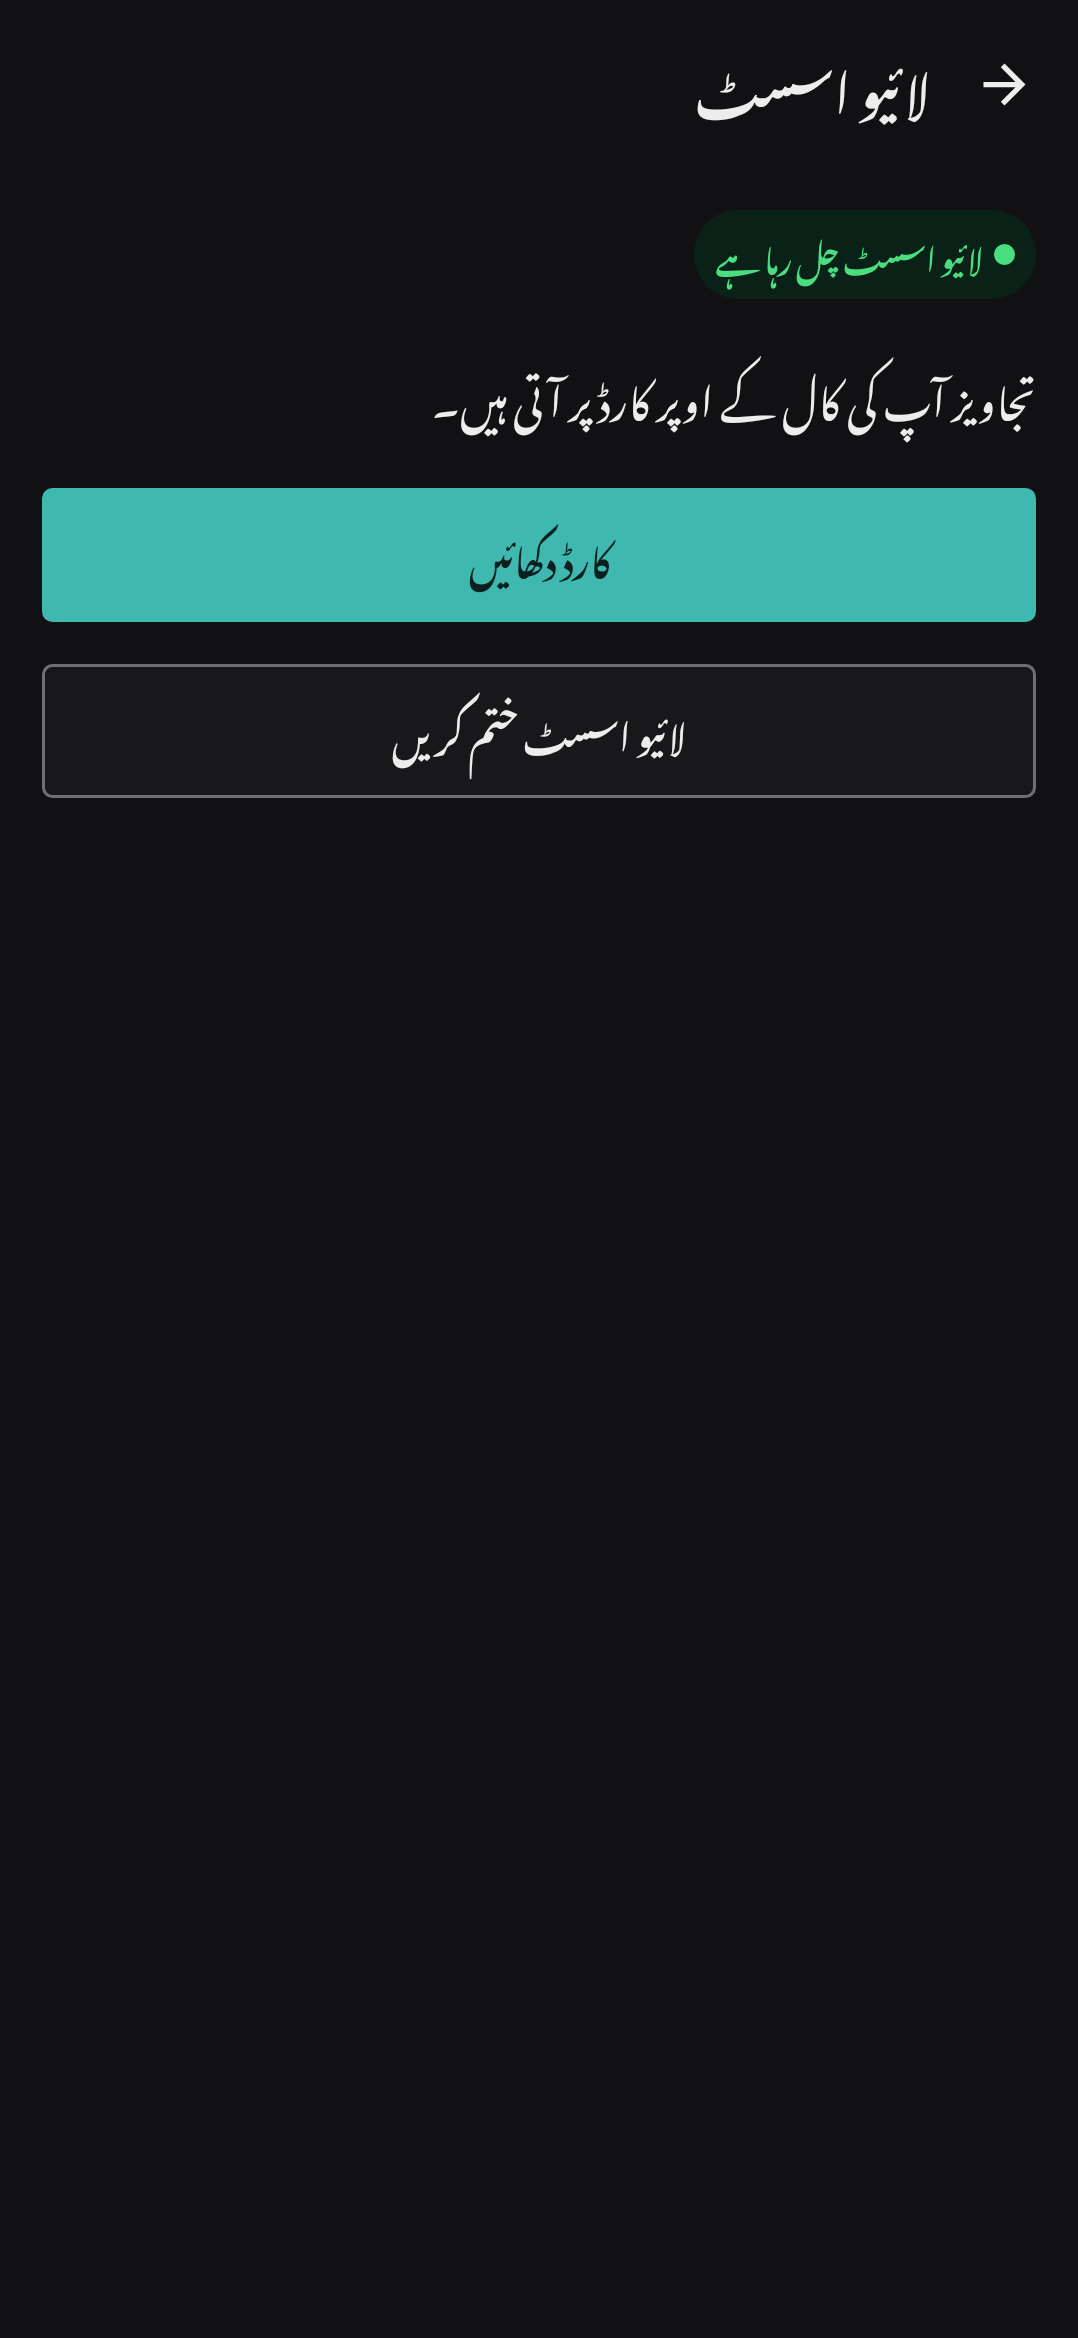 لائیو اسسٹ
لائیو اسسٹ چل رہا ہے
تجاویز آپ کی کال کے اوپر کارڈ پر آتی ہیں۔
کارڈ دکھائیں
لائیو اسسٹ ختم کریں